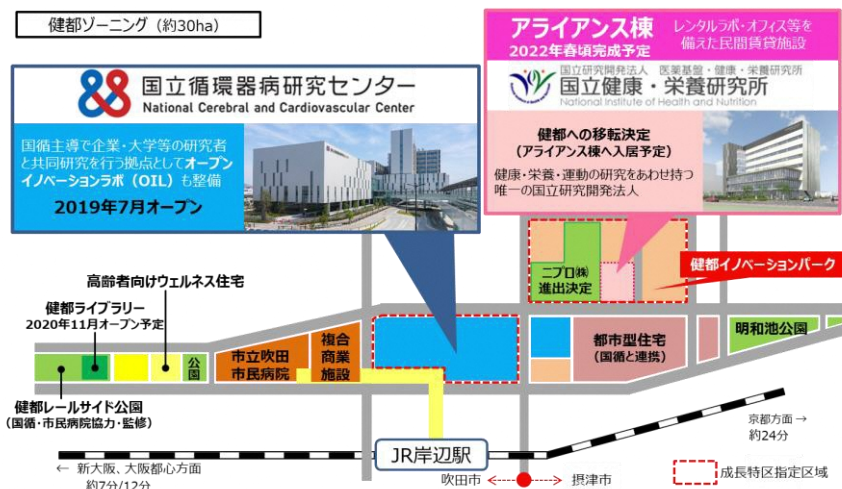 健都ゾーニング（約30ha）
アライアンス棟
2022年春頃完成予定
レンタルラボ・オフィス等を
備えた民間賃貸施設
国立循環器病研究センター
National Cerebral and Cardiovascular Center
国循主導で企業・大学等の研究者
と共同研究を行う拠点としてオープン
イノベーションラボ（OIL）も整備
2019年7月オープン
国立研究開発法人 医薬基盤・健康・栄養研究所
国立健康・栄養研究所
National Institute of Health and Nutrition
健都への移転決定
（アライアンス棟へ入居予定）
健康・栄養・運動の研究をあわせ持つ
唯一の国立研究開発法人
高齢者向けウェルネス住宅
健都ライブラリー
2020年11月オープン予定
ニプロ㈱
進出決定
健都イノベーションパーク
公園
市立吹田
市民病院
複合
商業
施設
都市型住宅
（国循と連携）
明和池公園
健都レールサイド公園
（国循・市民病院協力・監修）
JR岸辺駅
京都方面→
約24分
← 新大阪、大阪都心方面
約7分/12分
吹田市
摂津市
成長特区指定区域